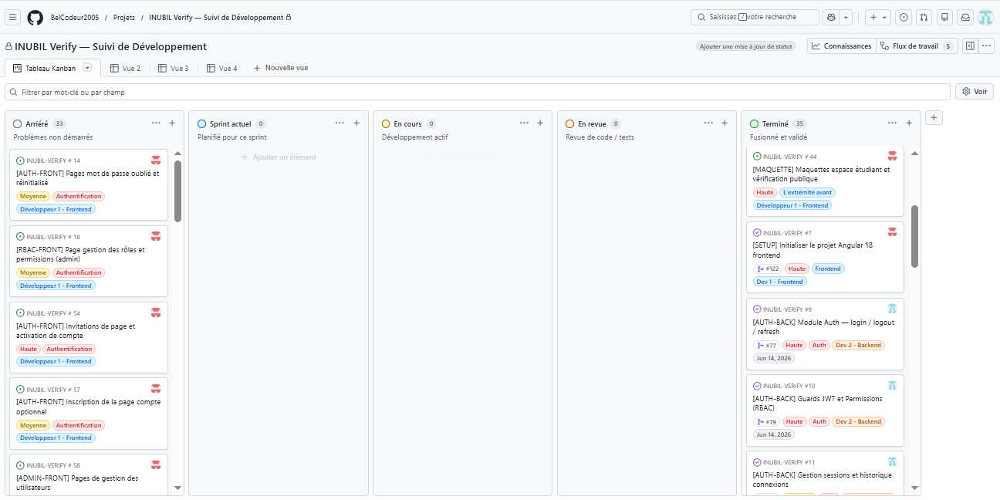 BelCodeur2005 / Projets / INUBIL Verify — Suivi de Développement
Saisissez / votre recherche
INUBIL Verify — Suivi de Développement
Ajouter une mise à jour de statut
Connaissances
Flux de travail 5
Tableau Kanban
Vue 2
Vue 3
Vue 4
Nouvelle vue
Filtrer par mot-clé ou par champ
Voir
Arriéré 33
Problèmes non démarrés
INUBIL-VERIFY # 14
[AUTH-FRONT] Pages mot de passe oublié et
réinitialisé
Moyenne Authentification
Développeur 1 - Frontend
INUBIL-VERIFY # 18
[RBAC-FRONT] Page gestion des rôles et
permissions (admin)
Moyenne Authentification
Développeur 1 - Frontend
INUBIL-VERIFY # 54
[AUTH-FRONT] Invitations de page et
activation de compte
Haute Authentification
Développeur 1 - Frontend
INUBIL-VERIFY # 57
[AUTH-FRONT] Inscription de la page compte
optionnel
Moyenne Authentification
Développeur 1 - Frontend
INUBIL-VERIFY # 58
[ADMIN-FRONT] Pages de gestion des
utilisateurs
Sprint actuel 0
Planifié pour ce sprint
Ajouter un élément
En cours 0
Développement actif
En revue 0
Revue de code / tests
Terminé 35
Fusionné et validé
INUBIL-VERIFY # 44
[MAQUETTE] Maquettes espace étudiant et
vérification publique
Haute L'extrémité avant
Développeur 1 - Frontend
INUBIL-VERIFY #7
[SETUP] Initialiser le projet Angular 18
frontend
#122 Haute Frontend
Dev 1 - Frontend
INUBIL-VERIFY #9
[AUTH-BACK] Module Auth — login / logout
/ refresh
#77 Haute Auth Dev 2 - Backend
Jun 14, 2026
INUBIL-VERIFY #10
[AUTH-BACK] Guards JWT et Permissions
(RBAC)
#79 Haute Auth Dev 2 - Backend
Jun 14, 2026
INUBIL-VERIFY #11
[AUTH-BACK] Gestion sessions et historique
connexions